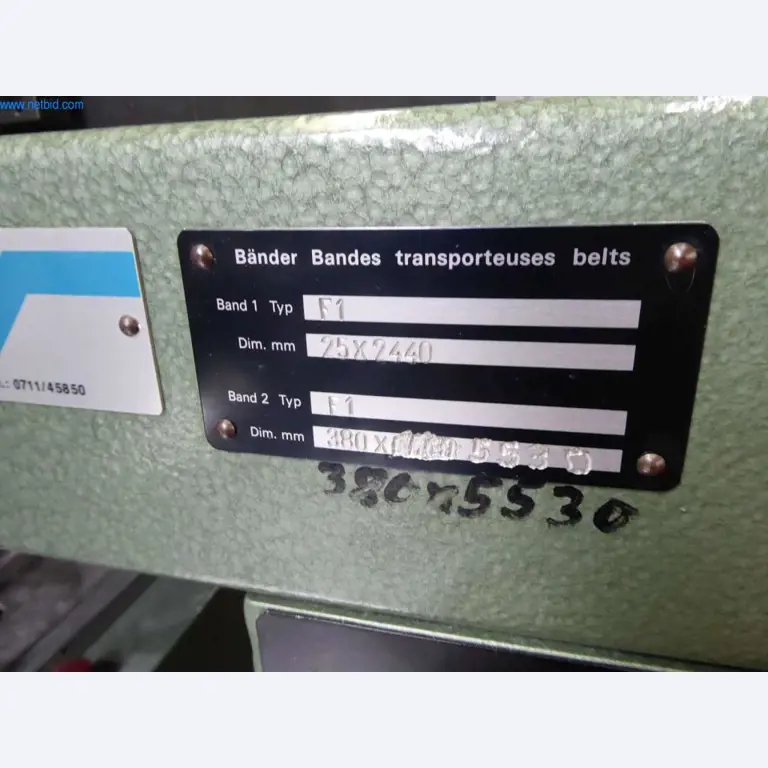 www.netbid.com
Bänder Bandes transporteuses belts
Band 1 Typ F1
Dim. mm 25X2440
Band 2 Typ F1
Dim. mm 380X 5530
380x5530
.: 0711/45850